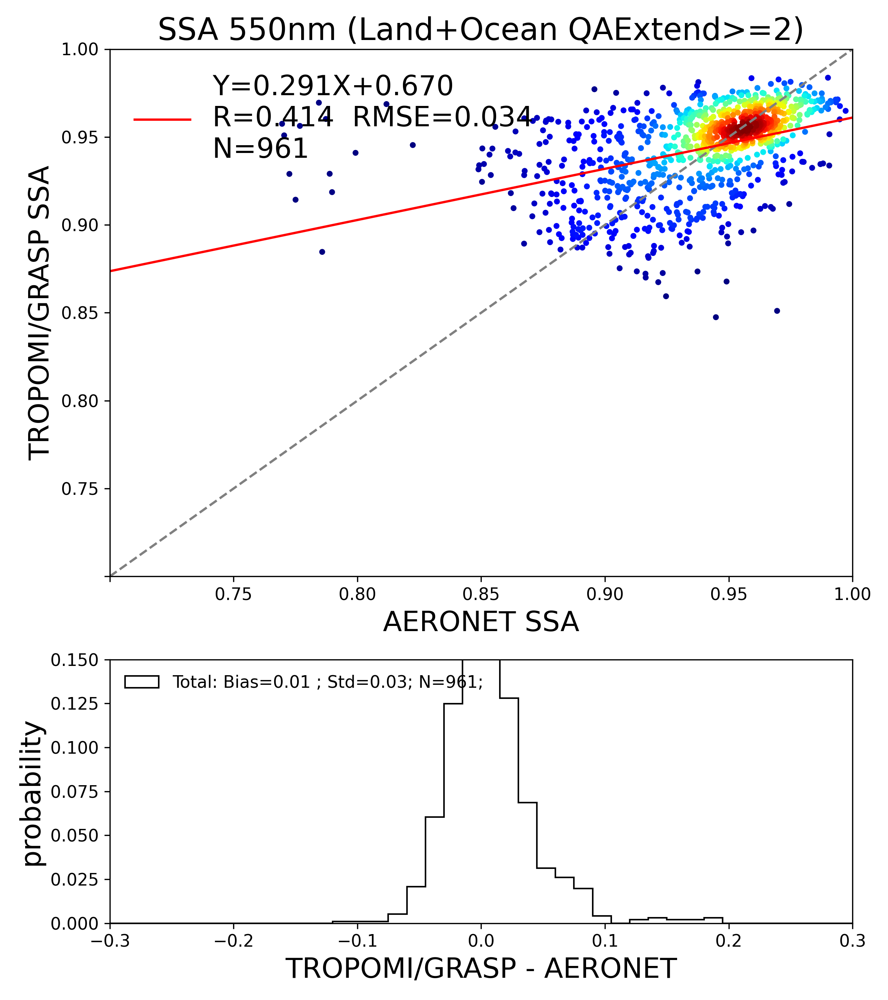 SSA 550nm (Land+Ocean QAExtend>=2)
1.00
0.95
0.90
0.85
0.80
0.75
TROPOMI/GRASP SSA
Y=0.291X+0.670
R=0.414 RMSE=0.034
N=961
0.75 0.80 0.85 0.90 0.95 1.00
AERONET SSA
0.150
0.125
0.100
0.075
0.050
0.025
0.000
probability
Total: Bias=0.01 ; Std=0.03; N=961;
−0.3 −0.2 −0.1 0.0 0.1 0.2 0.3
TROPOMI/GRASP - AERONET